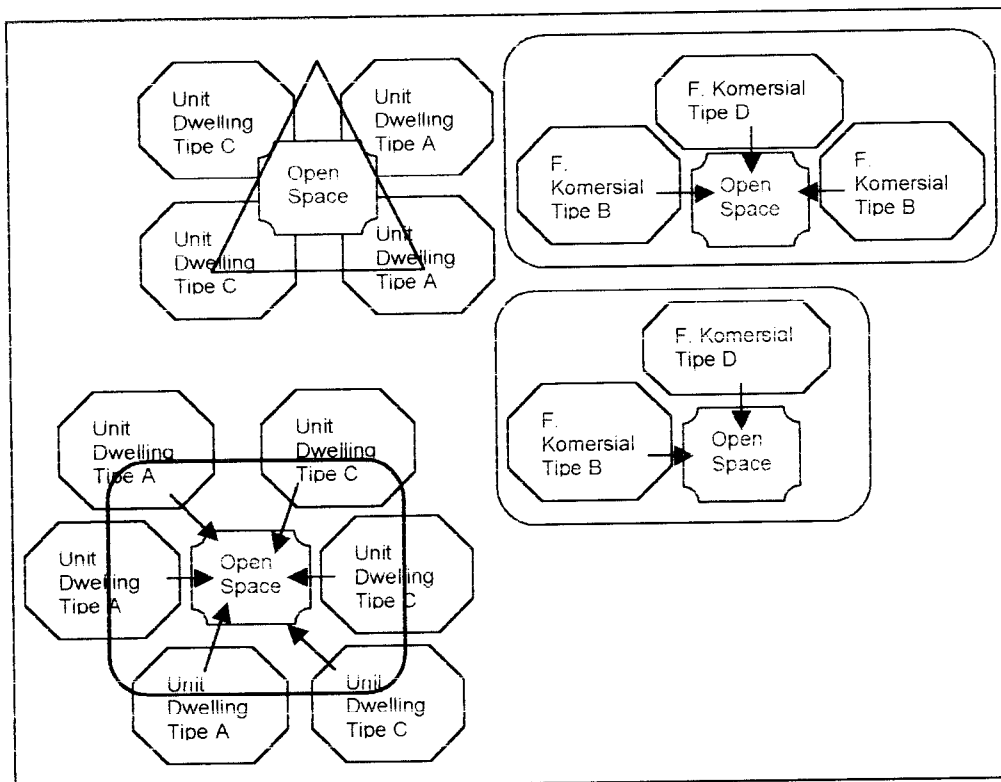 Unit
Dwelling
Tipe C
Unit
Dwelling
Tipe A
Open
Space
Unit
Dwelling
Tipe C
Unit
Dwelling
Tipe A
F. Komersial
Tipe D
F.
Komersial
Tipe B
Open
Space
F.
Komersial
Tipe B
F. Komersial
Tipe D
F.
Komersial
Tipe B
Open
Space
Unit
Dwelling
Tipe A
Unit
Dwelling
Tipe C
Unit
Dwelling
Tipe A
Open
Space
Unit
Dwelling
Tipe C
Unit
Dwelling
Tipe A
Unit
Dwelling
Tipe C